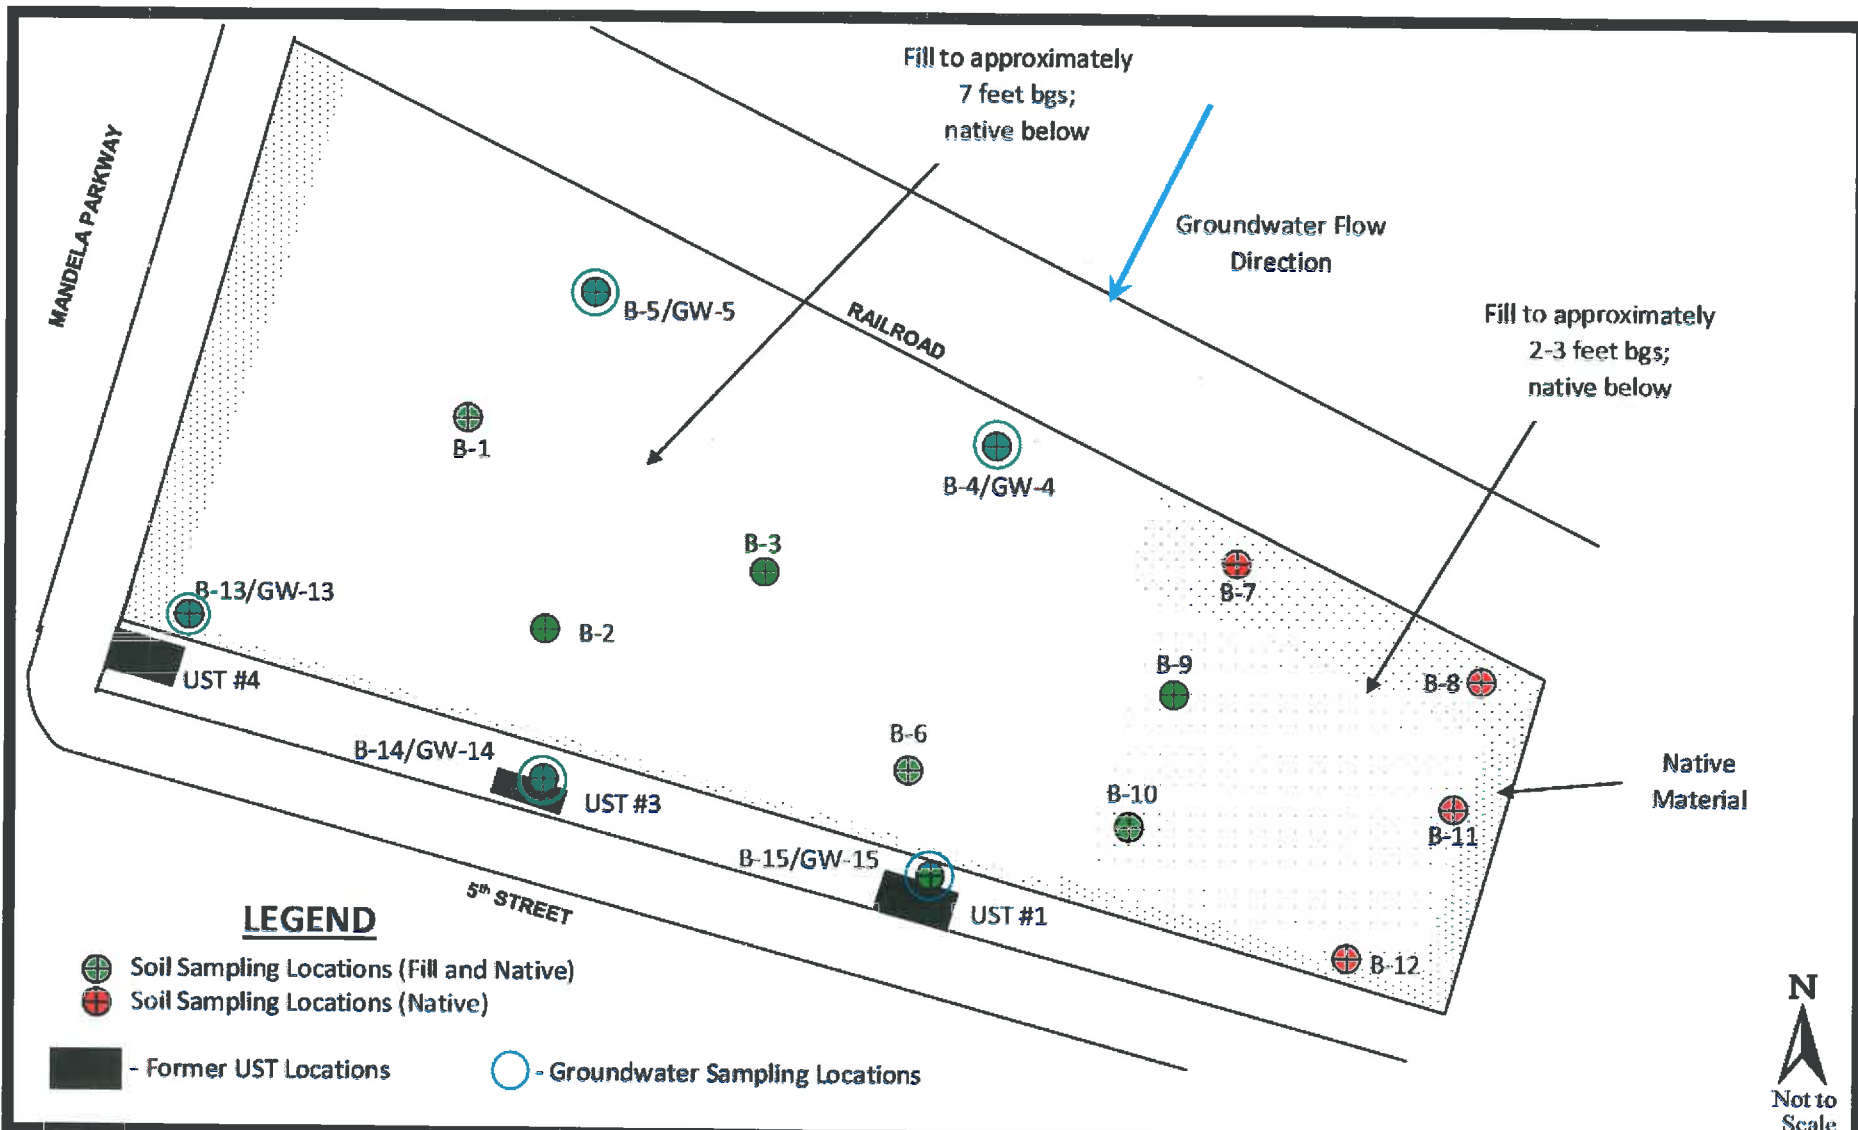 Fill to approximately
7 feet bgs;
native below
MANDELA PARKWAY
Groundwater Flow
Direction
B-5/GW-5
RAILROAD
Fill to approximately
2-3 feet bgs;
native below
B-1
B-4/GW-4
B-3
B-7
B-13/GW-13
B-2
B-9
UST #4
B-8
B-6
B-14/GW-14
UST #3
Native
Material
B-10
B-11
B-15/GW-15
5th STREET
UST #1
B-12
LEGEND
Soil Sampling Locations (Fill and Native)
Soil Sampling Locations (Native)
- Former UST Locations
- Groundwater Sampling Locations
N
Not to
Scale